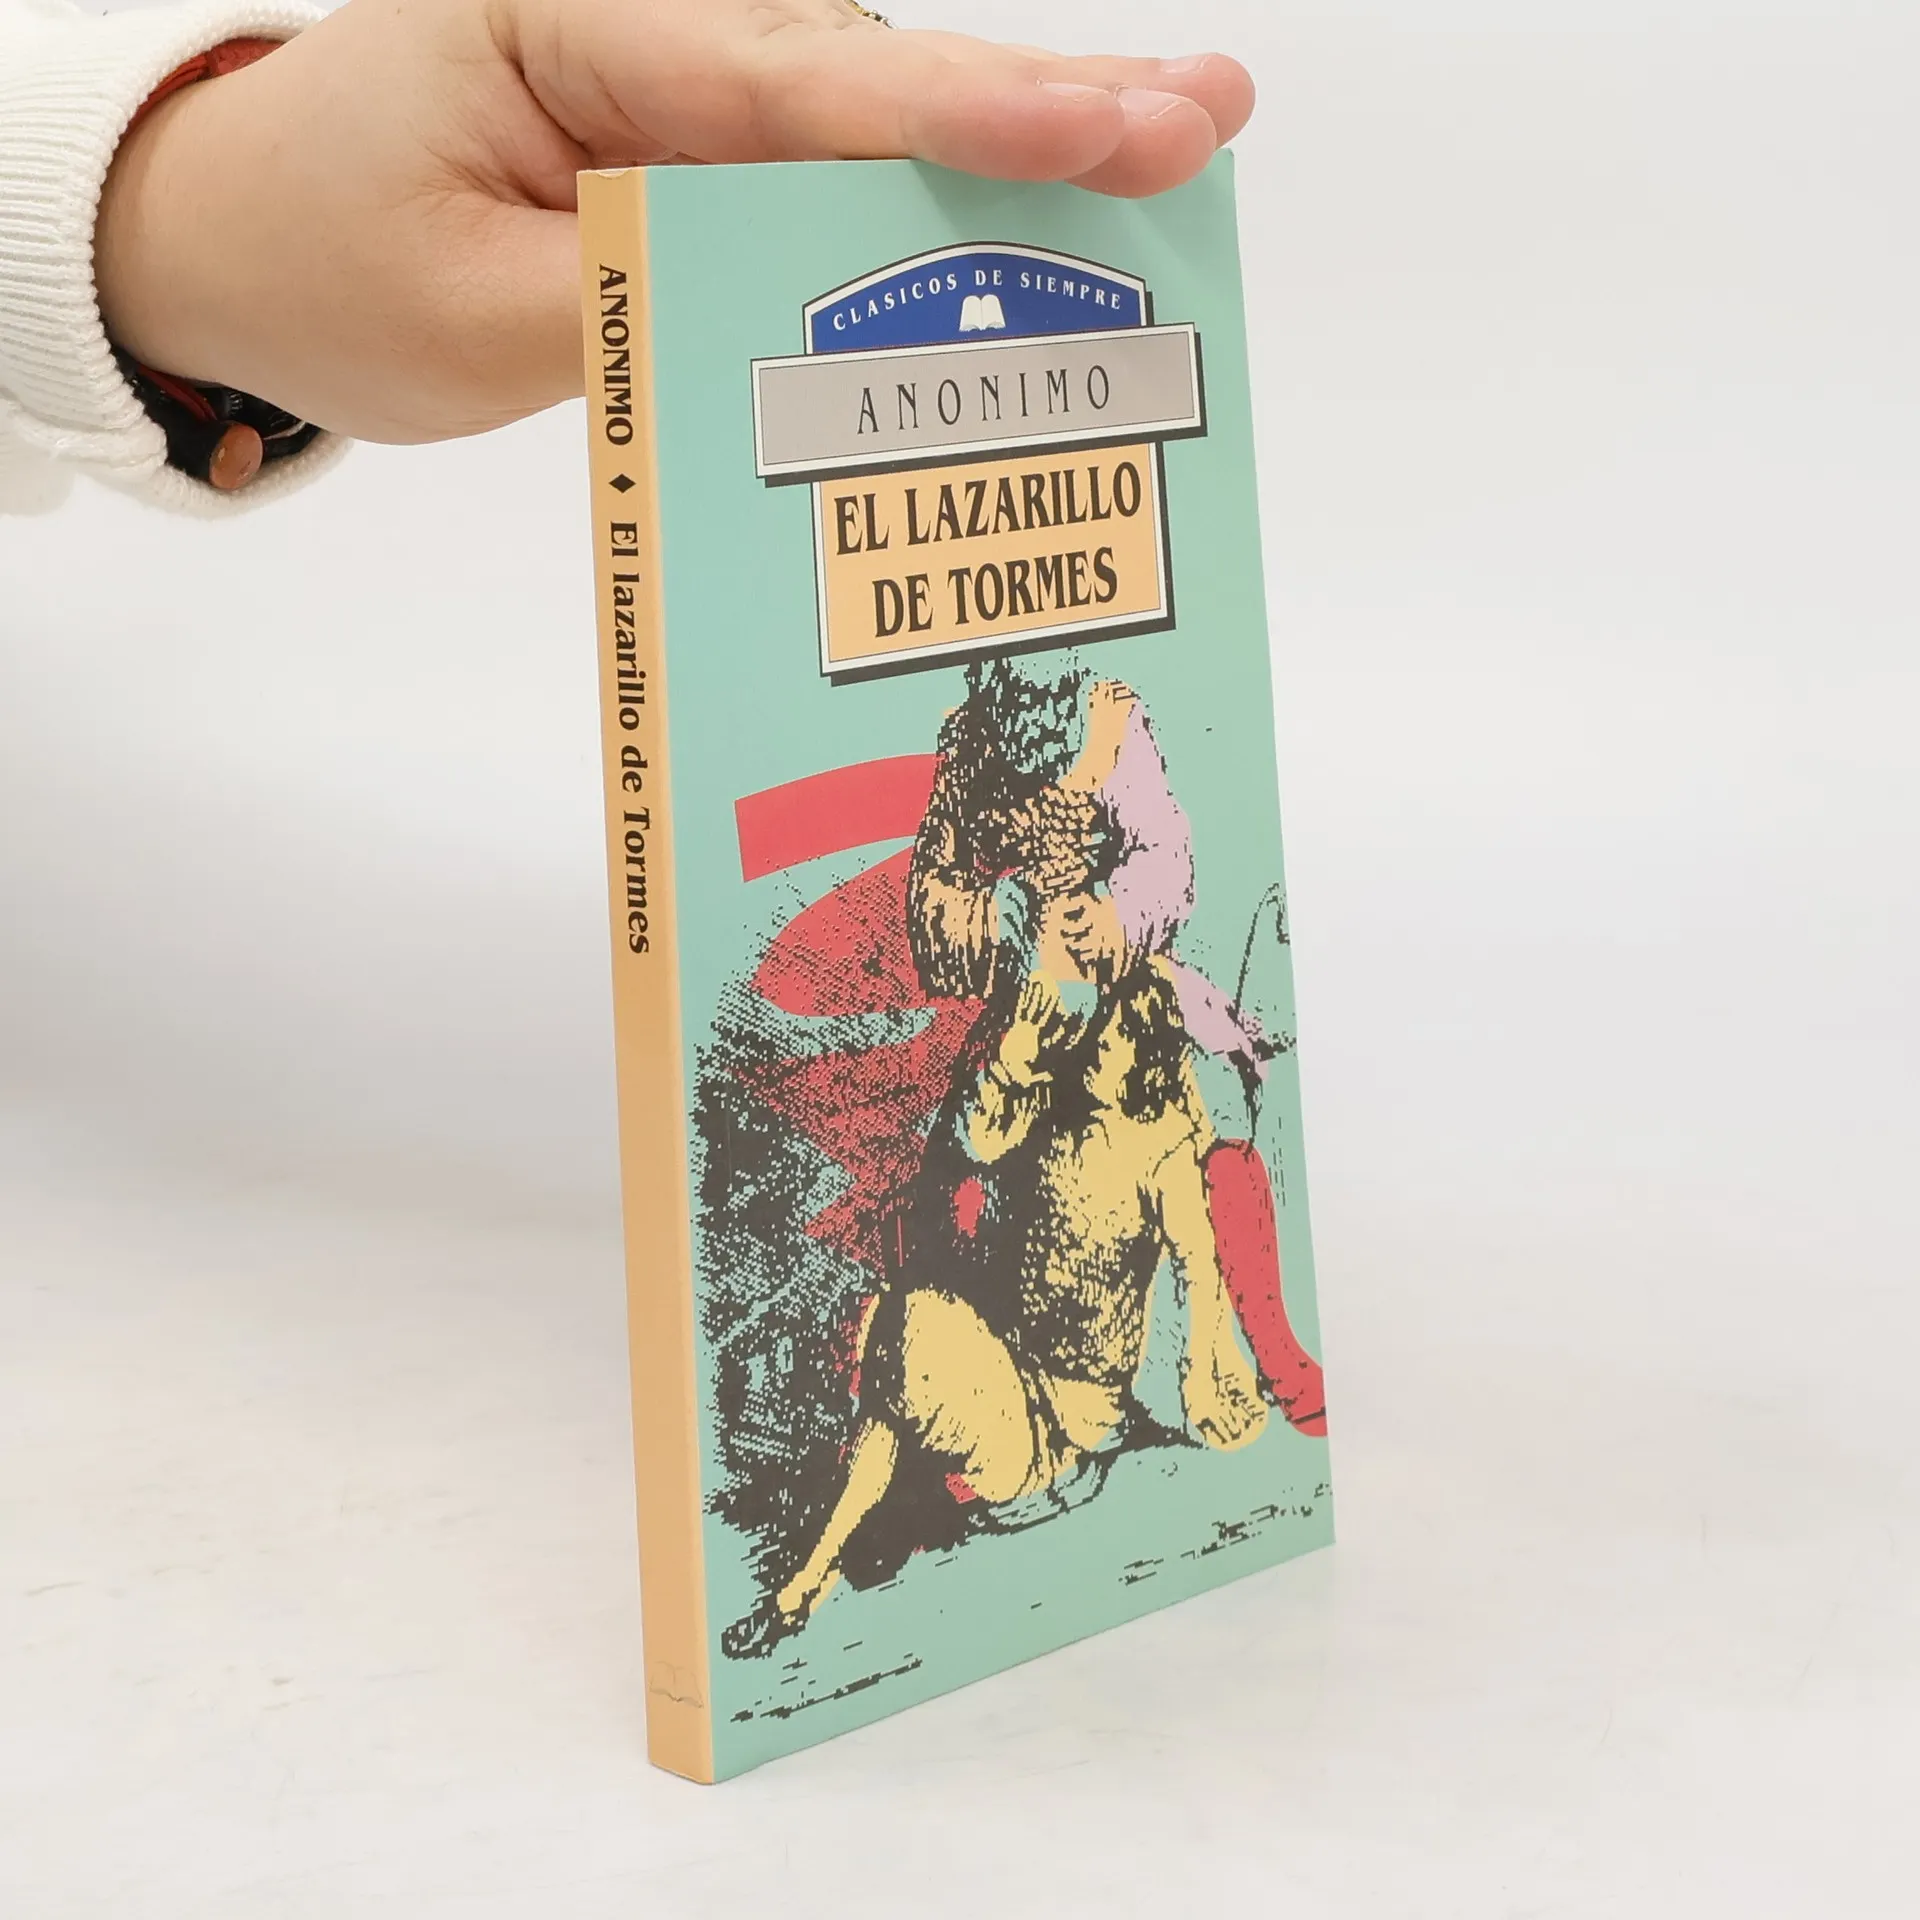 CLASICOS DE SIEMPRE
ANONIMO
EL LAZARILLO
DE TORMES
ANONIMO ♦ El lazarillo de Tormes